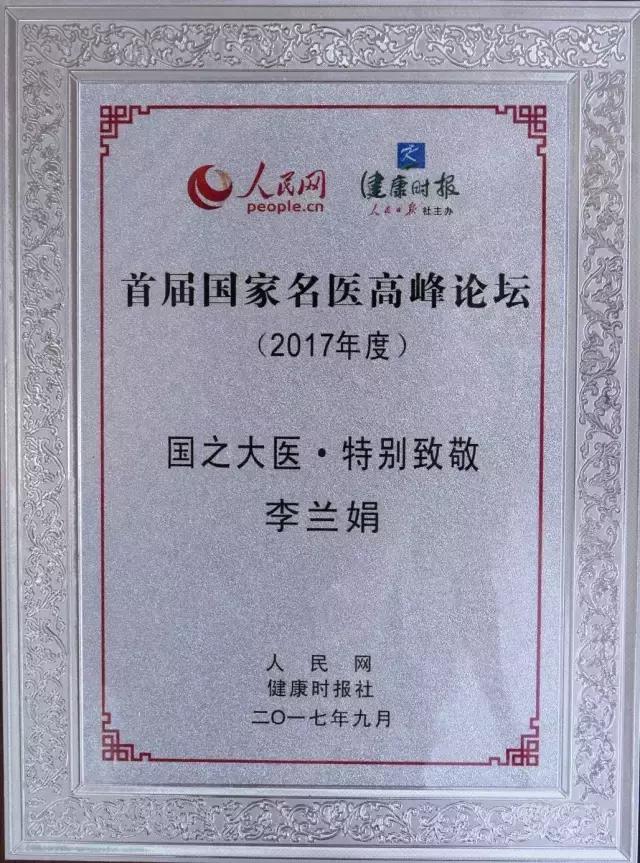 人民网
people.cn
健康时报
人民日报社主办
首届国家名医高峰论坛
（2017年度）
国之大医·特别致敬
李兰娟
人民网
健康时报社
二〇一七年九月